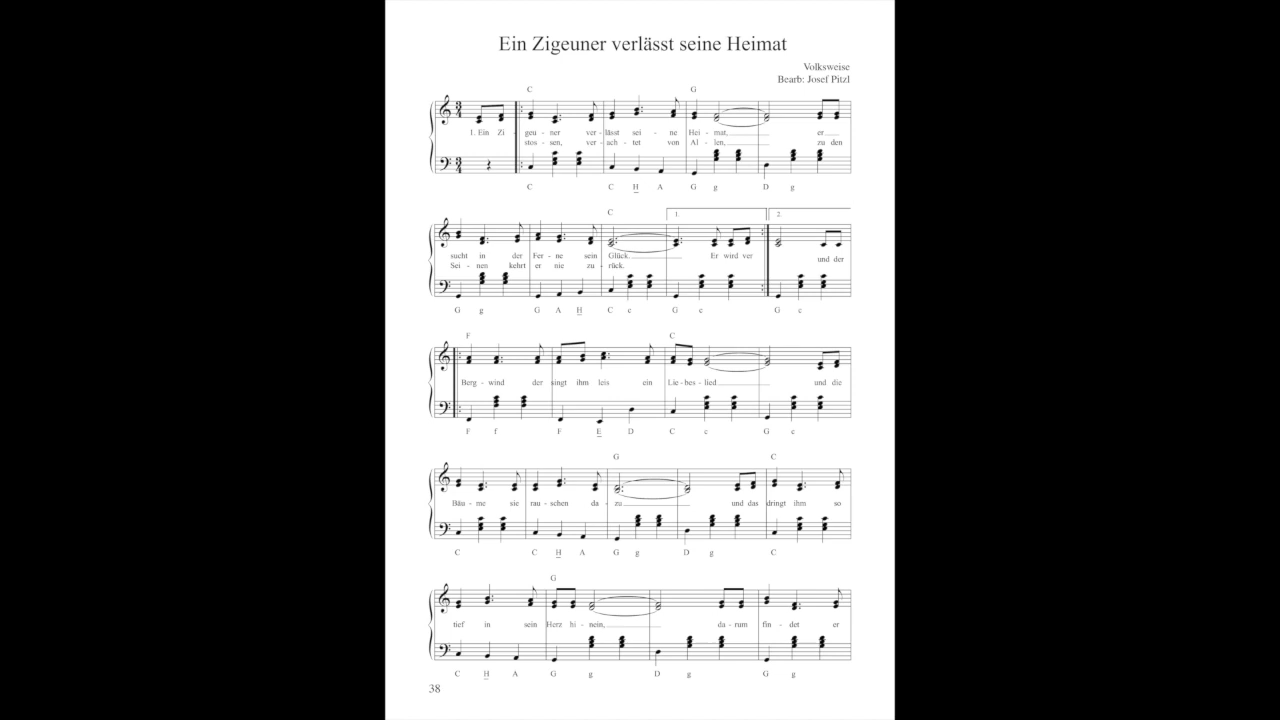 Ein Zigeuner verlässt seine Heimat
Volksweise
Bearb: Josef Pitzl
C G
1. Ein Zi - geu - ner ver - lässt sei - ne Hei - mat, er
stos - sen, ver - ach - tet von Al - len, zu den
C C H A G g D g
C 1. 2.
sucht in der Fer - ne sein Glück. Er wird ver und der
Sei - nen kehrt er nie zu - rück.
G g G A H C c G c G c
F C
Berg - wind der singt ihm leis ein Lie - bes - lied und die
F f F E D C c G c
G C
Bäu - me sie rau - schen da - zu und das dringt ihm so
C C H A G g D g C
G
tief in sein Herz hi - nein, darum fin - det er
C H A G g D g G g
38